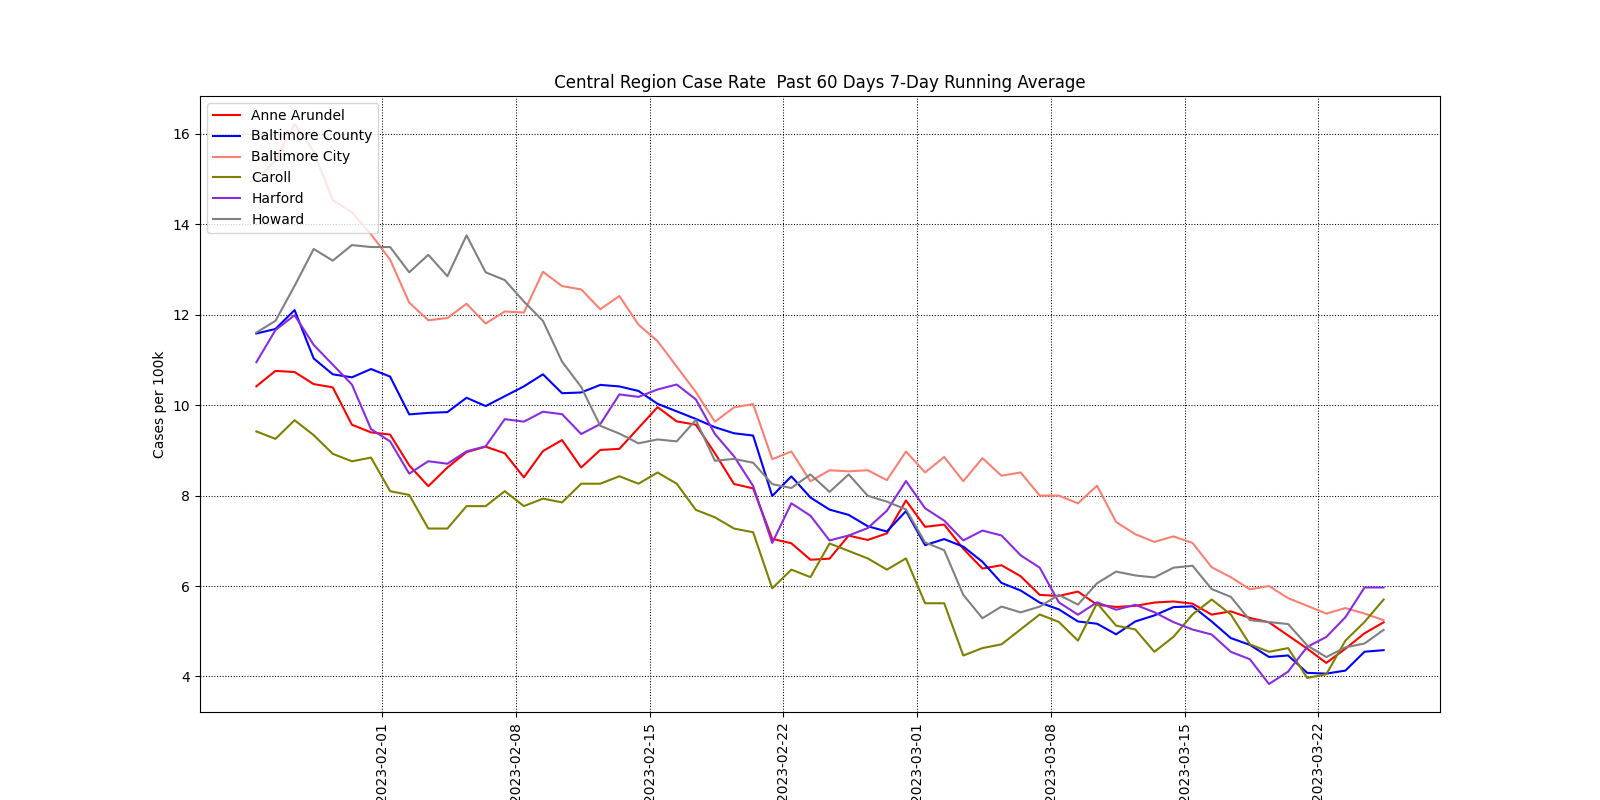 Central Region Case Rate  Past 60 Days 7-Day Running Average
Anne Arundel
Baltimore County
Baltimore City
Caroll
Harford
Howard
Cases per 100k
16
14
12
10
8
6
4
2023-02-01
2023-02-08
2023-02-15
2023-02-22
2023-03-01
2023-03-08
2023-03-15
2023-03-22